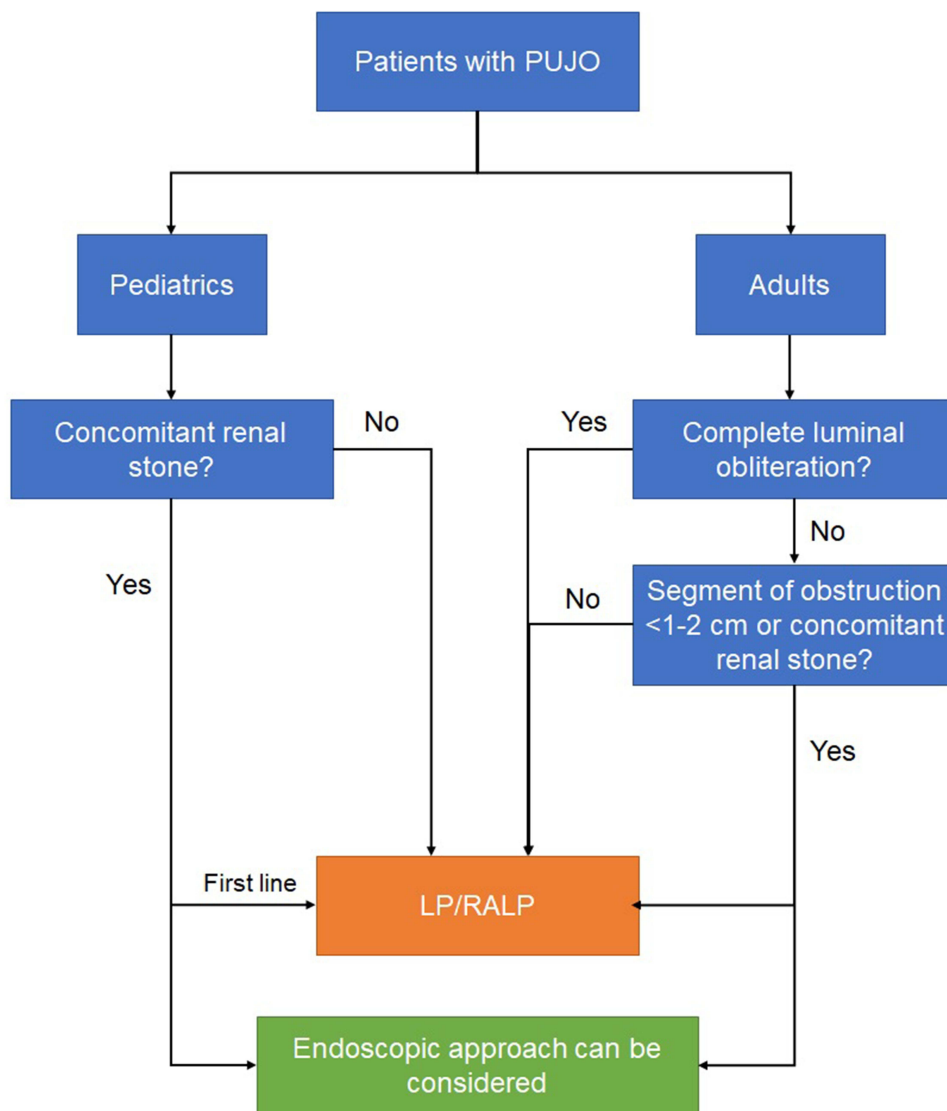 Patients with PUJO
Pediatrics
Adults
Concomitant renal
stone?
No
Yes
Complete luminal
obliteration?
No
Yes
No
Segment of obstruction
<1-2 cm or concomitant
renal stone?
Yes
First line
LP/RALP
Endoscopic approach can be
considered